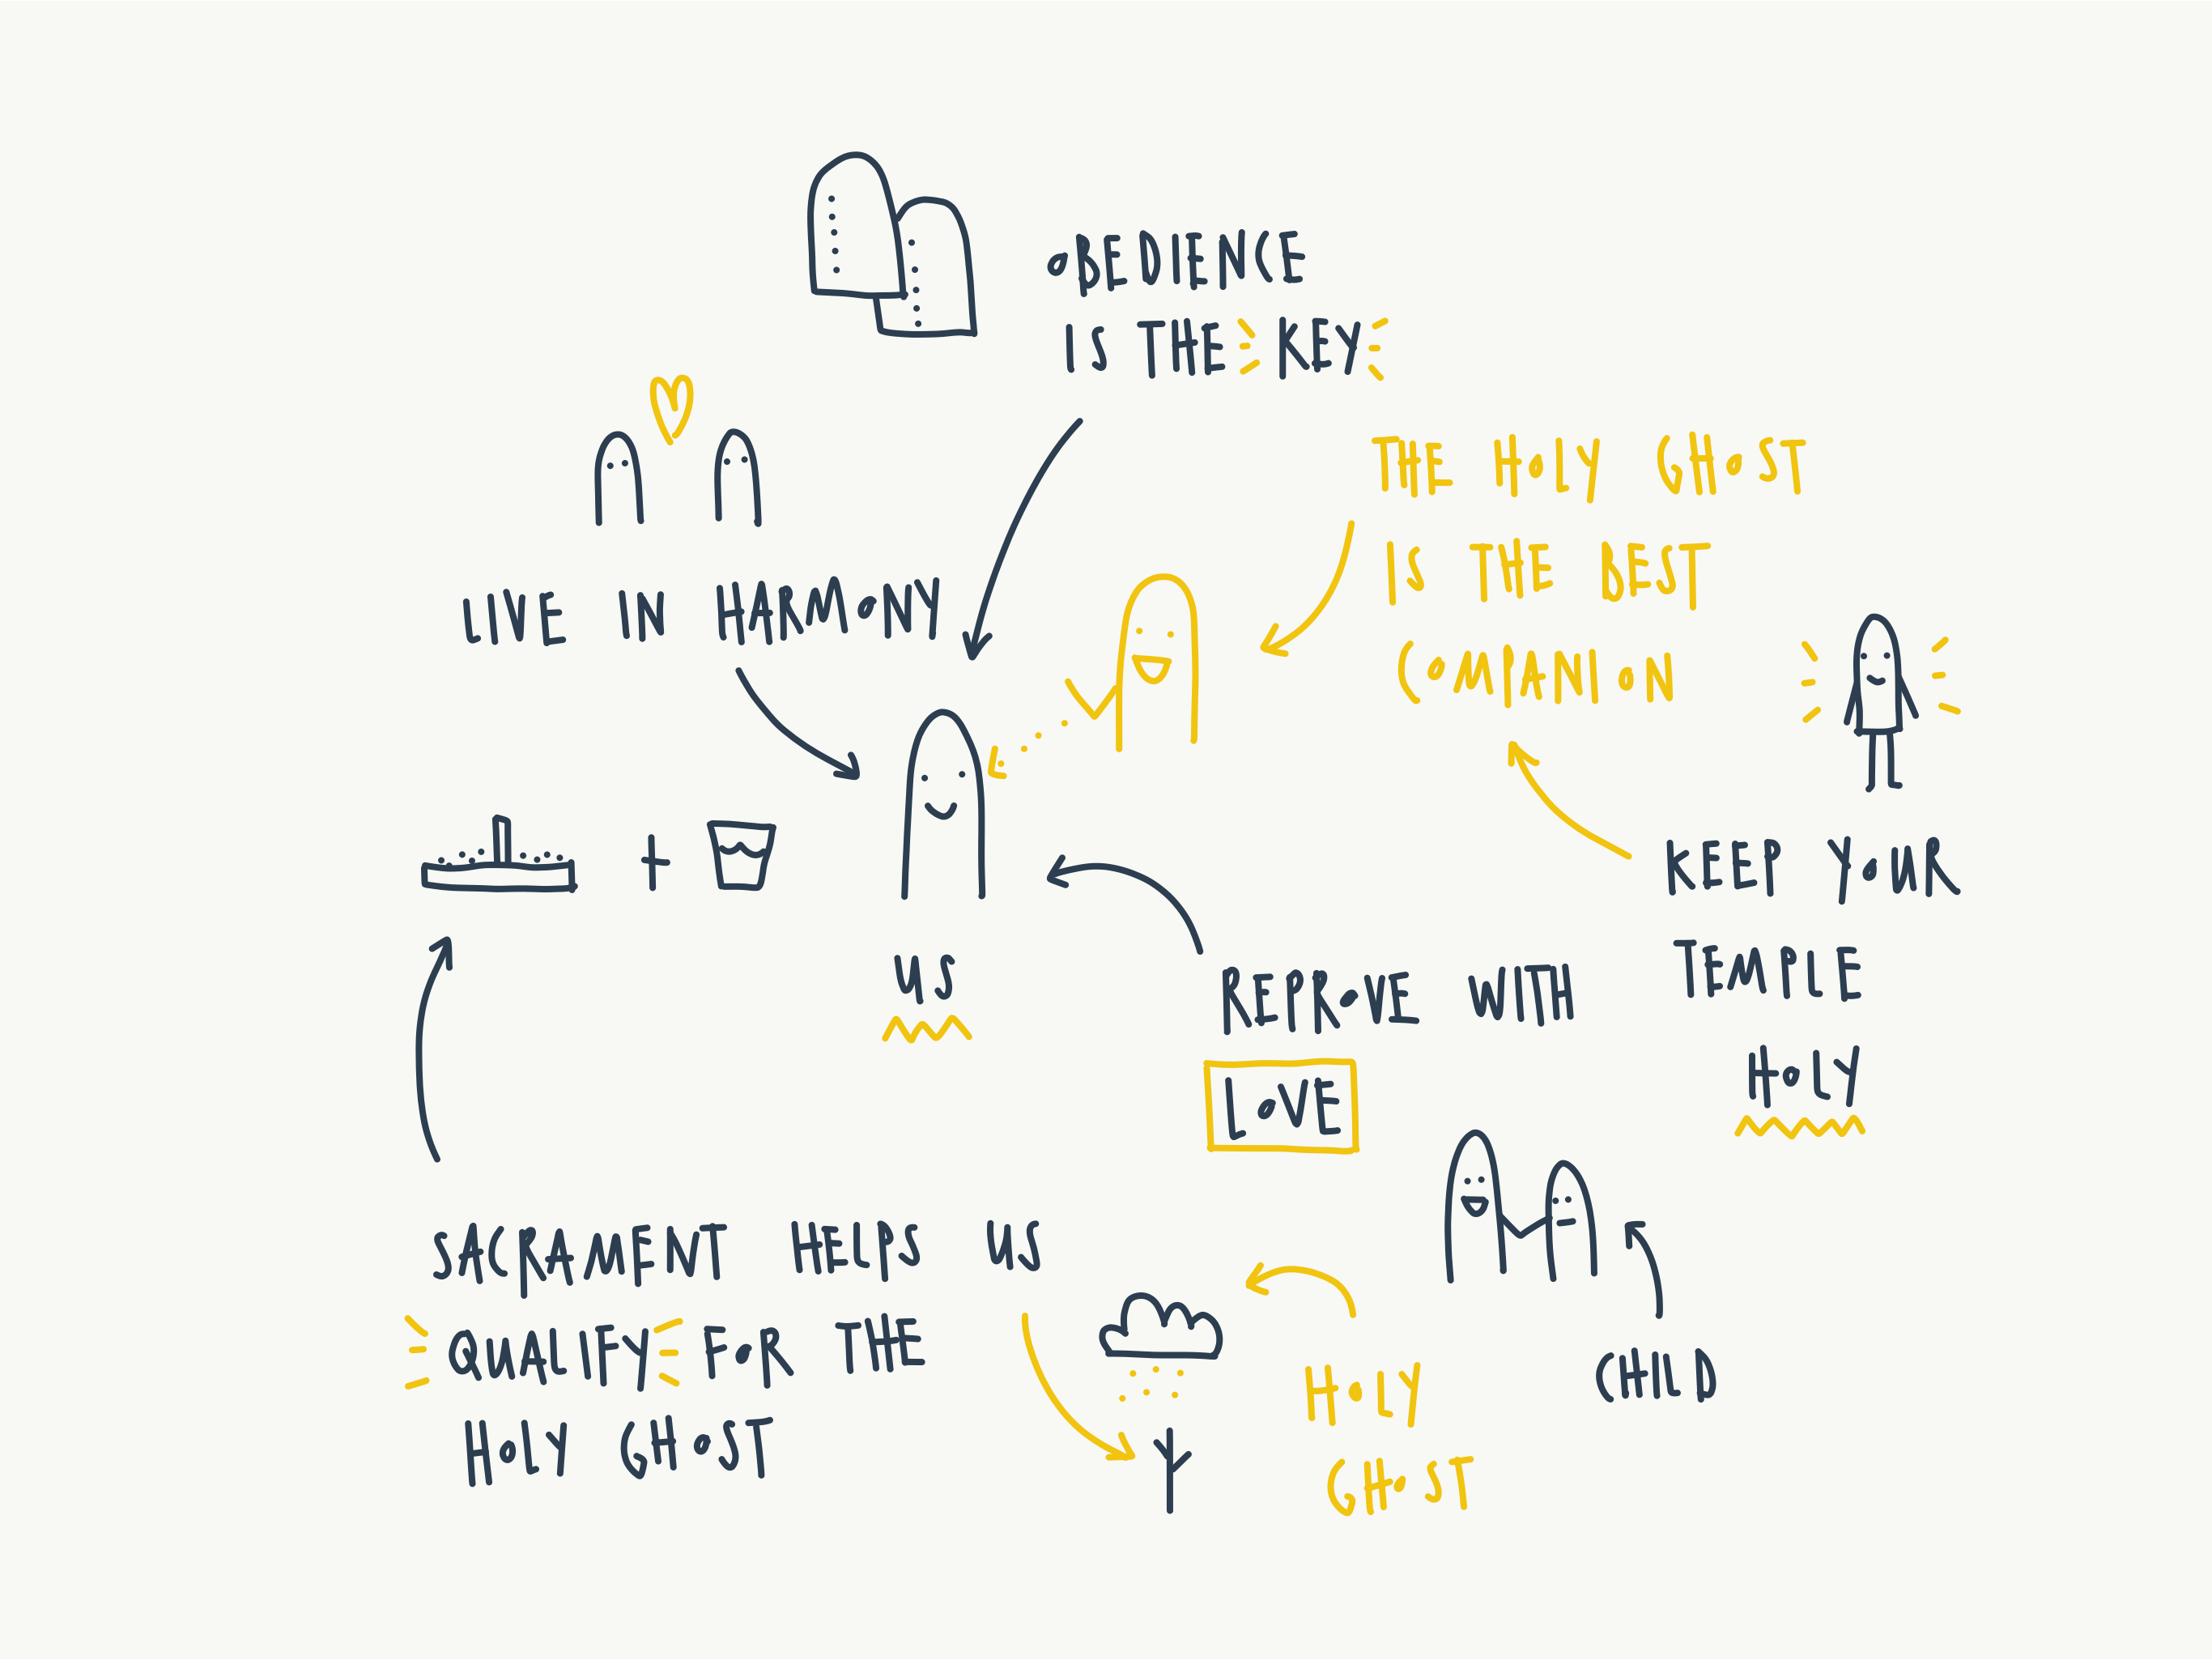 OBEDIENCE
IS THE KEY
THE HOLY GHOST
IS THE BEST
COMPANION
LIVE IN HARMONY
KEEP YOUR
TEMPLE
HOLY
US
REPROVE WITH
LOVE
SACRAMENT HELPS US
QUALIFY FOR THE
HOLY GHOST
HOLY
GHOST
CHILD